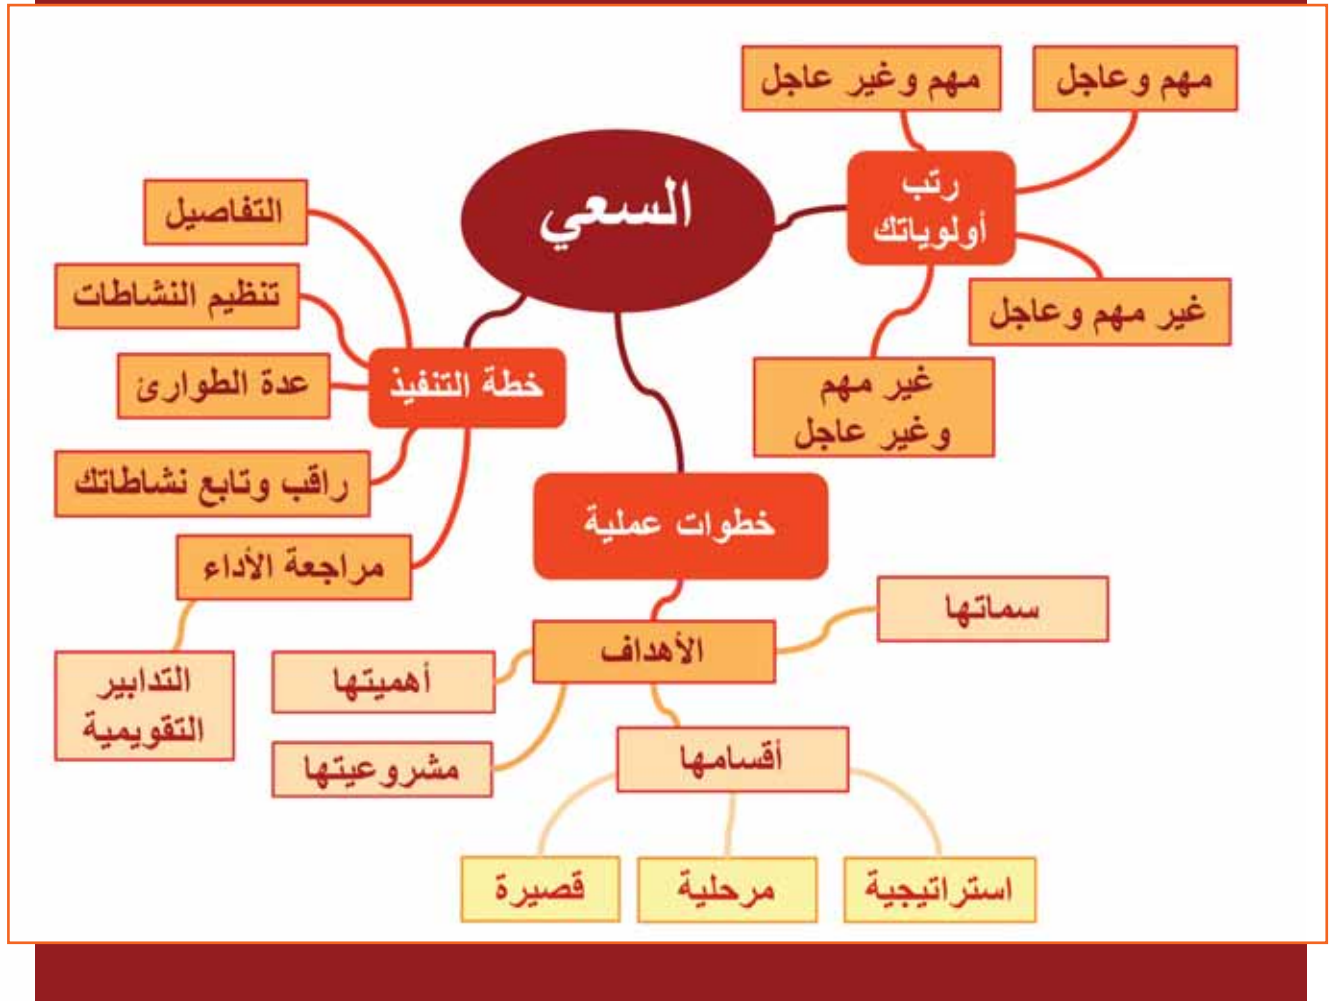 مهم وعاجل
مهم وغير عاجل
السعي
رتب
أولوياتك
غير مهم وعاجل
غير مهم
وغير عاجل
التفاصيل
تنظيم النشاطات
خطة التنفيذ
عدة الطوارئ
راقب وتابع نشاطاتك
مراجعة الأداء
التدابير
التقويمية
خطوات عملية
الأهداف
سماتها
أهميتها
مشروعيتها
أقسامها
استراتيجية
مرحلية
قصيرة